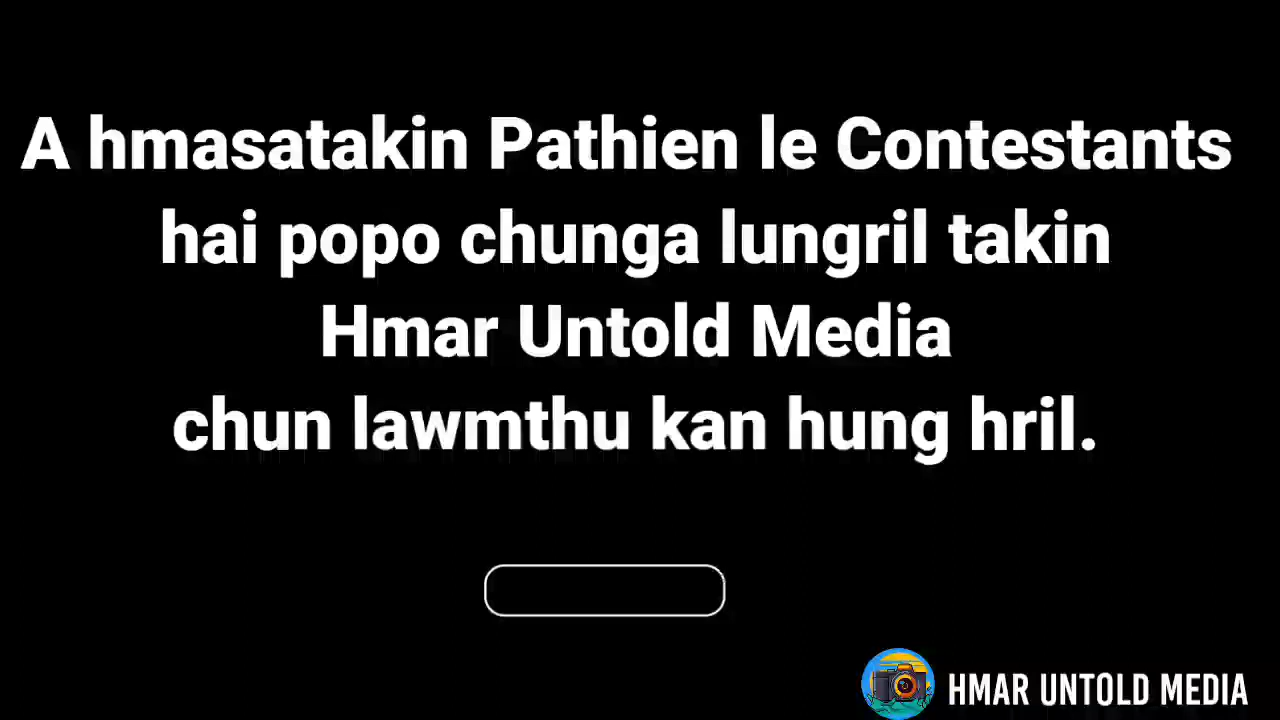 A hmasatakin Pathien le Contestants
hai popo chunga lungril takin
Hmar Untold Media
chun lawmthu kan hung hril.
HMAR UNTOLD MEDIA